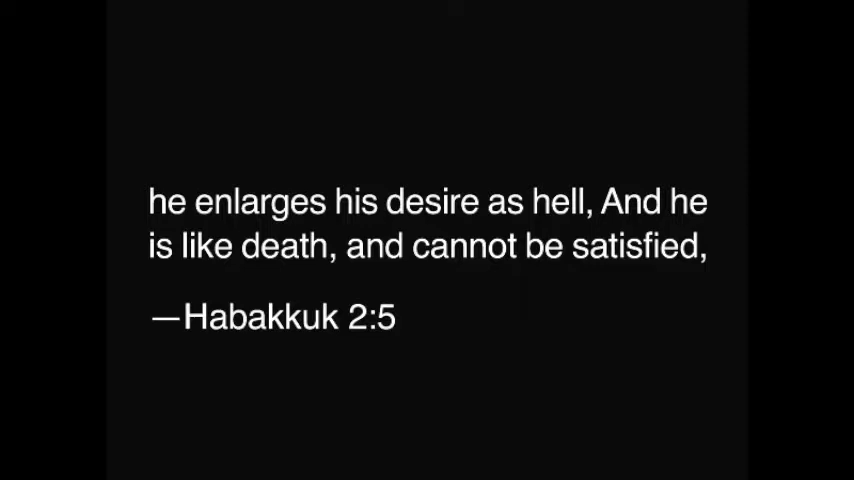 he enlarges his desire as hell, And he
is like death, and cannot be satisfied,
—Habakkuk 2:5